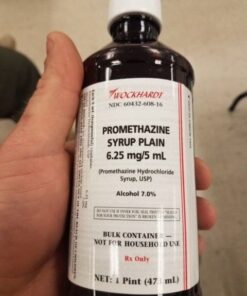 WOCKHARDT
NDC 60432-608-16
PROMETHAZINE
SYRUP PLAIN
6.25 mg/5 mL
(Promethazine Hydrochloride
Syrup, USP)
Alcohol 7.0%
BULK CONTAINER —
NOT FOR HOUSEHOLD USE
Rx Only
NET: 1 Pint (473 mL)